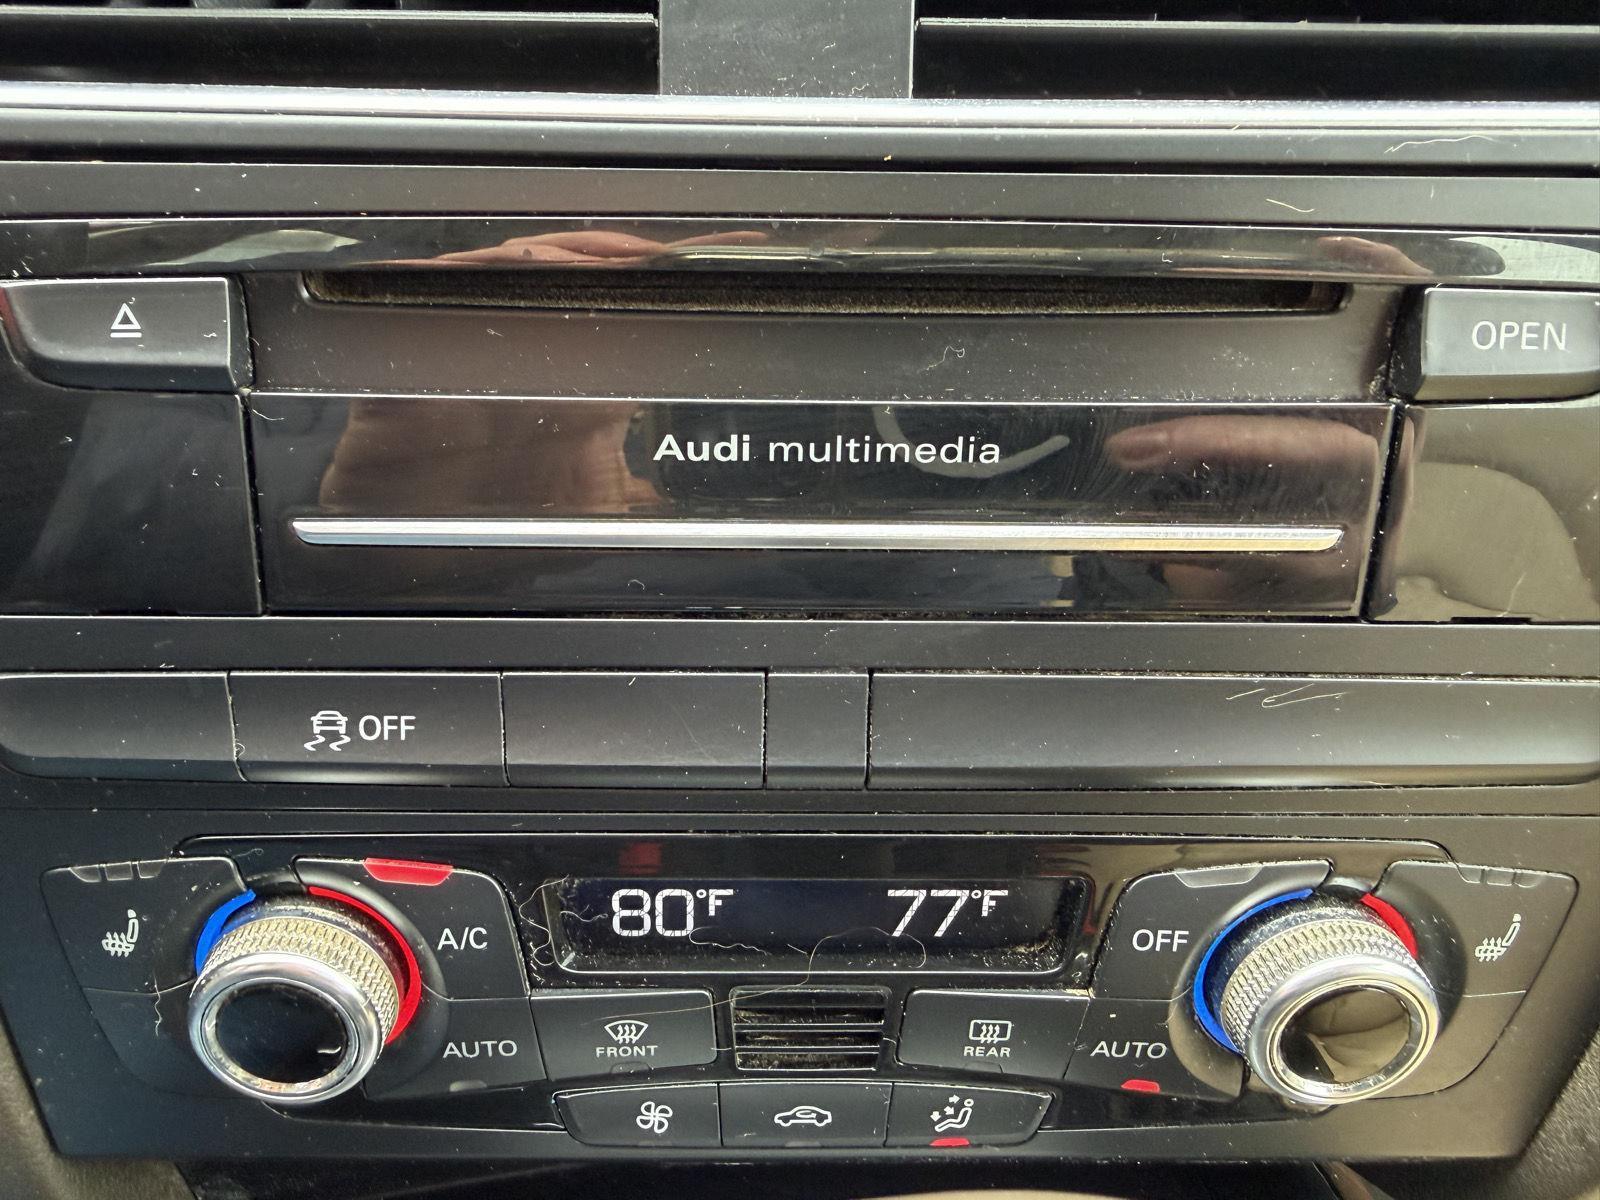 OPEN
Audi multimedia
OFF
80°F 77°F
A/C
OFF
AUTO
FRONT
REAR
AUTO